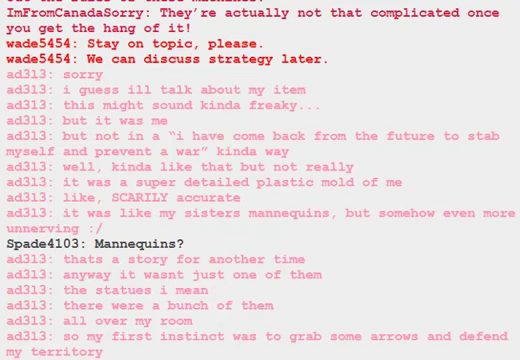 ImFromCanadaSorry: They're actually not that complicated once
you get the hang of it!
wade5454: Stay on topic, please.
wade5454: We can discuss strategy later.
ad313: sorry
ad313: i guess ill talk about my item
ad313: this might sound kinda freaky...
ad313: but it was me
ad313: but not in a “i have come back from the future to stab
myself and prevent a war” kinda way
ad313: well, kinda like that but not really
ad313: it was a super detailed plastic mold of me
ad313: like, SCARILY accurate
ad313: it was like my sisters mannequins, but somehow even more
unnerving :/
Spade4103: Mannequins?
ad313: thats a story for another time
ad313: anyway it wasnt just one of them
ad313: the statues i mean
ad313: there were a bunch of them
ad313: all over my room
ad313: so my first instinct was to grab some arrows and defend
my territory